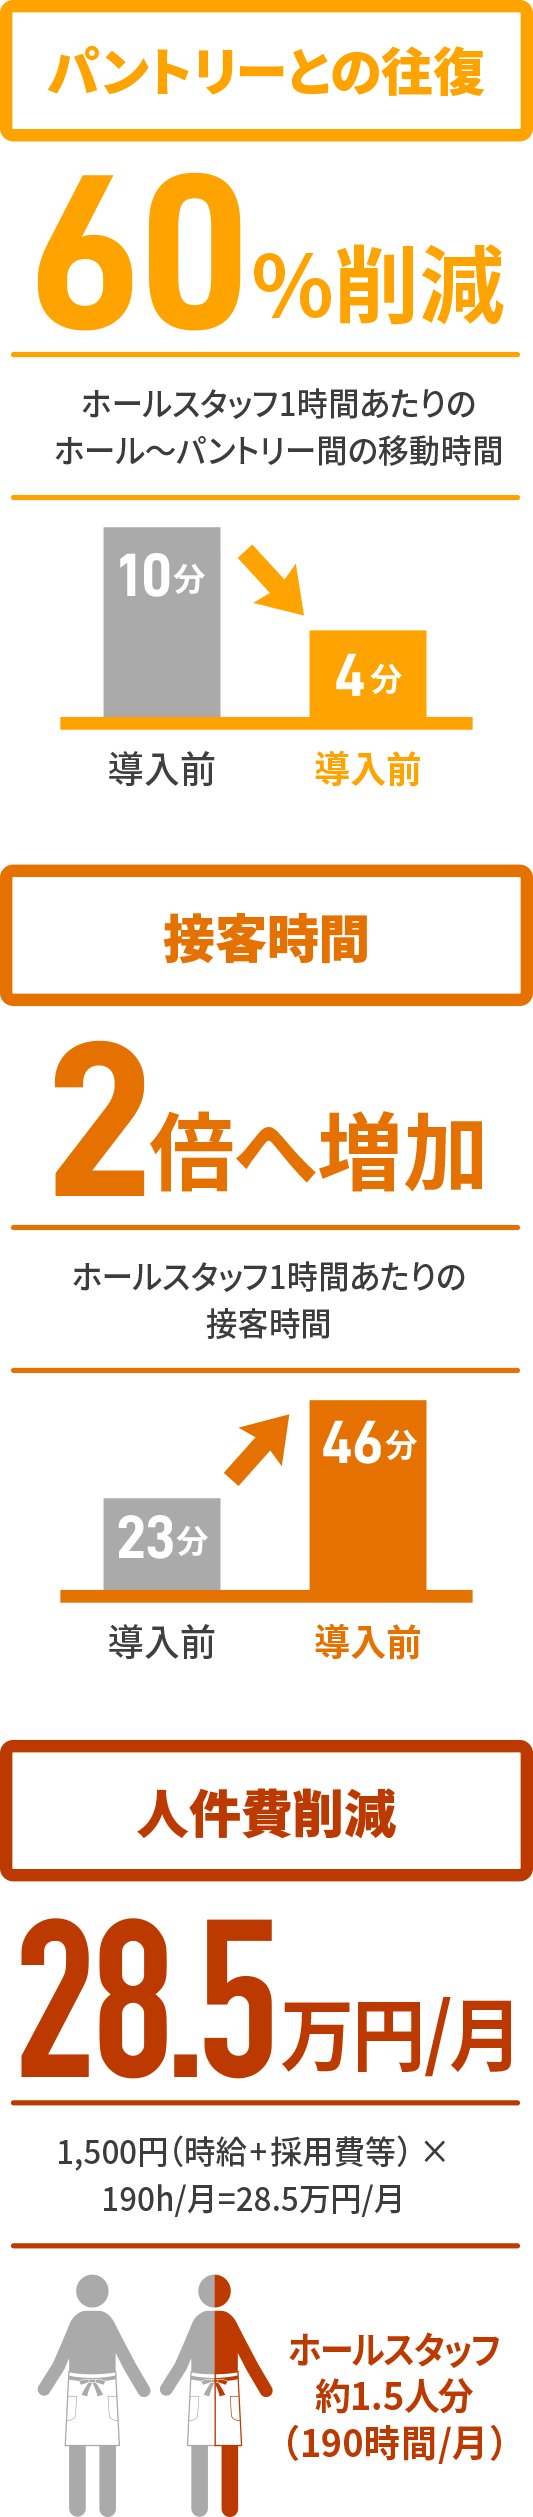 パントリーとの往復
60%削減
ホールスタッフ1時間あたりの
ホール～パントリー間の移動時間
10分
4分
導入前
導入前
接客時間
2倍へ増加
ホールスタッフ1時間あたりの
接客時間
46分
23分
導入前
導入前
人件費削減
28.5万円/月
1,500円（時給+採用費等）×
190h/月=28.5万円/月
ホールスタッフ
約1.5人分
（190時間/月）